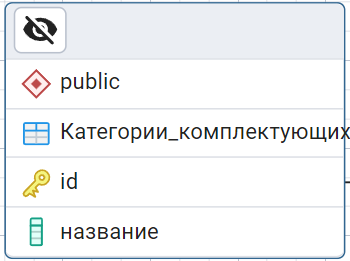 public
Категории_комплектующих
id
название